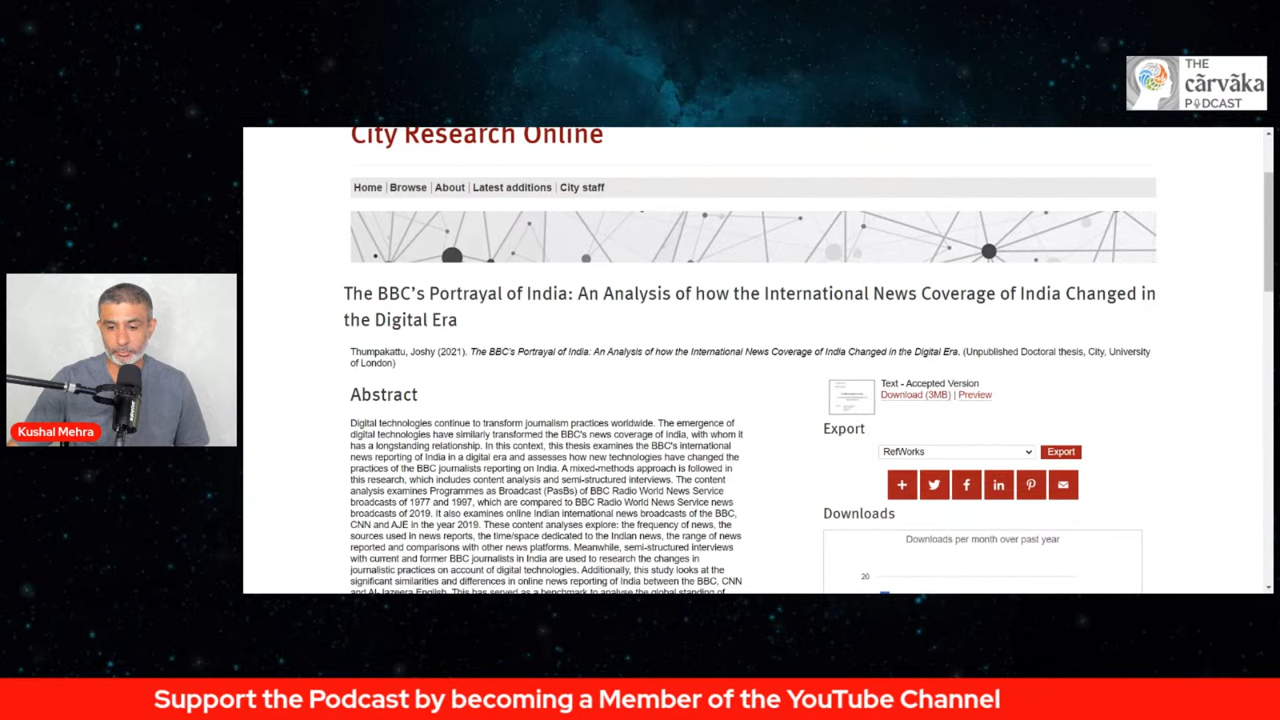 THE
cārvāka
PODCAST
City Research Online
Home
Browse
About
Latest additions
City staff
The BBC's Portrayal of India: An Analysis of how the International News Coverage of India Changed in
the Digital Era
Thumpakattu, Joshy (2021). The BBC's Portrayal of India: An Analysis of how the International News Coverage of India Changed in the Digital Era. (Unpublished Doctoral thesis, City, University
of London)
Abstract
Digital technologies continue to transform journalism practices worldwide. The emergence of
digital technologies have similarly transformed the BBC's news coverage of India, with whom it
has a longstanding relationship. In this context, this thesis examines the BBC's international
news reporting of India in a digital era and assesses how new technologies have changed the
practices of the BBC journalists reporting on India. A mixed-methods approach is followed in
this research, which includes content analysis and semi-structured interviews. The content
analysis examines Programmes as Broadcast (PasBs) of BBC Radio World News Service
broadcasts of 1977 and 1997, which are compared to BBC Radio World News Service news
broadcasts of 2019. It also examines online Indian international news broadcasts of the BBC,
CNN and AJE in the year 2019. These content analyses explore: the frequency of news, the
sources used in news reports, the time/space dedicated to the Indian news, the range of news
reported and comparisons with other news platforms. Meanwhile, semi-structured interviews
with current and former BBC journalists in India are used to research the changes in
journalistic practices on account of digital technologies. Additionally, this study looks at the
significant similarities and differences in online news reporting of India between the BBC, CNN
and Al-Jazeera English. This has served as a benchmark to analyse the global standing of
Text - Accepted Version
Download (3MB) | Preview
Export
RefWorks
Export
Downloads
Downloads per month over past year
20
Kushal Mehra
Support the Podcast by becoming a Member of the YouTube Channel